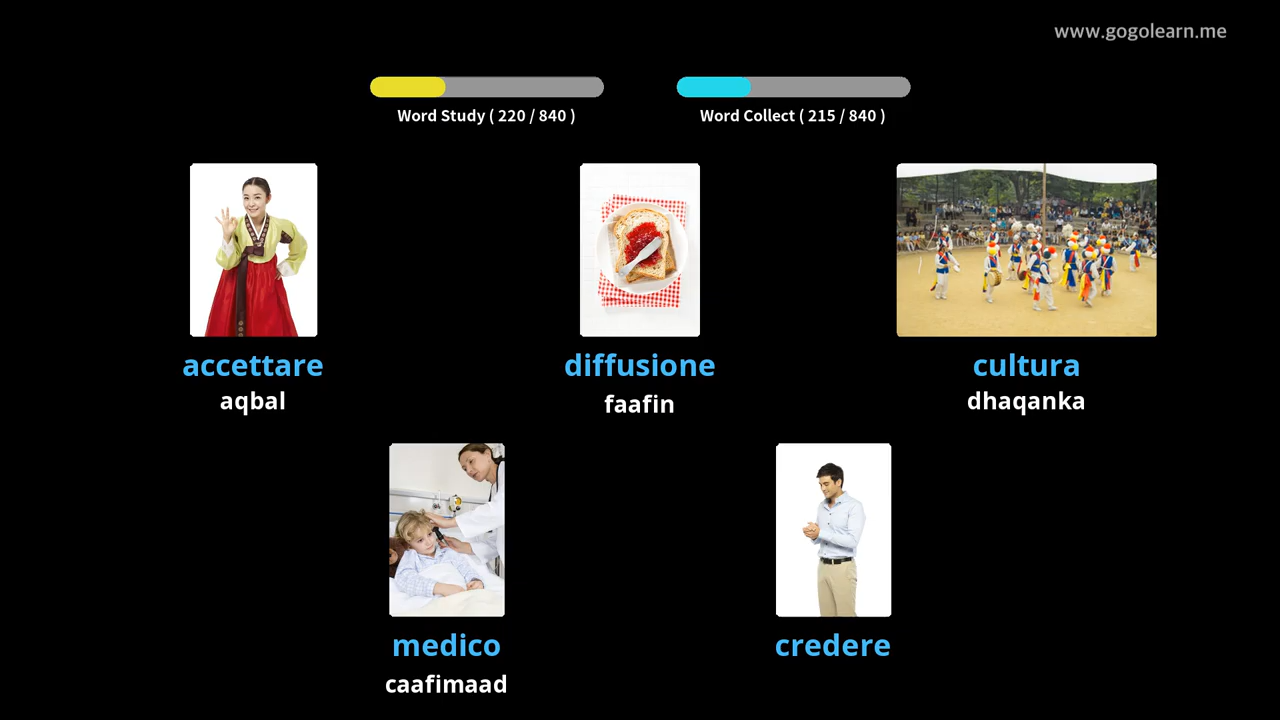 www.gogolearn.me
Word Study ( 220 / 840 )
Word Collect ( 215 / 840 )
accettare
aqbal
diffusione
faafin
cultura
dhaqanka
medico
caafimaad
credere